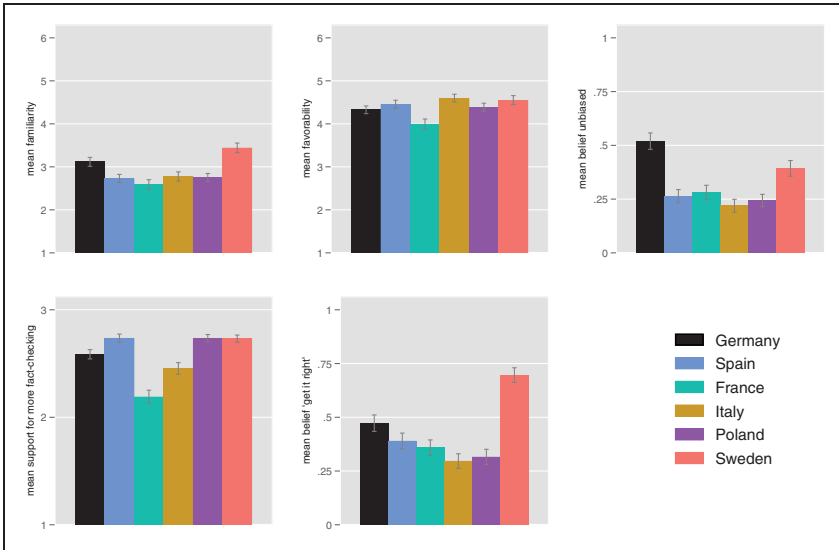 mean familiarity
6
5
4
3
2
1
mean favorability
6
5
4
3
2
1
mean belief unbiased
1
.75
.5
.25
0
mean support for more fact-checking
3
2
1
mean belief 'get it right'
1
.75
.5
.25
0
Germany
Spain
France
Italy
Poland
Sweden